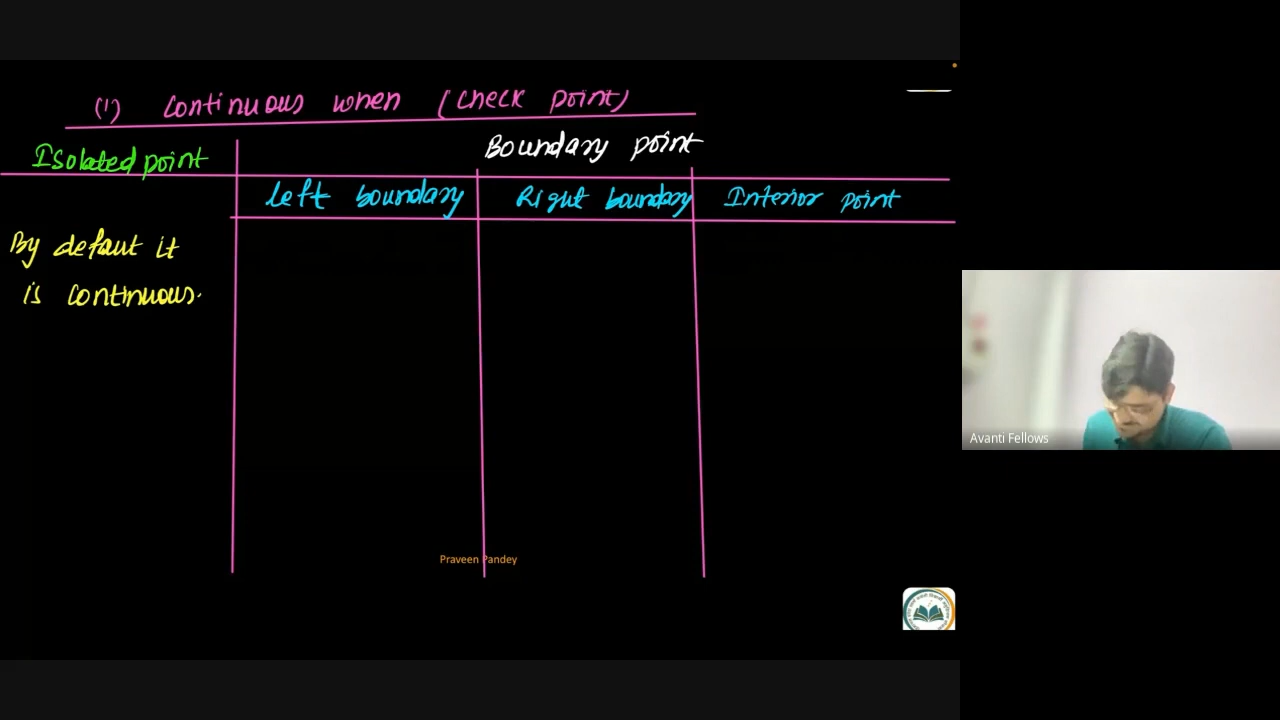 (1) Continuous when (Check point)
Isolated point
Boundary point
left boundary
Right boundary
Interior point
By defaut it
is continuous.
Praveen Pandey
Avanti Fellows